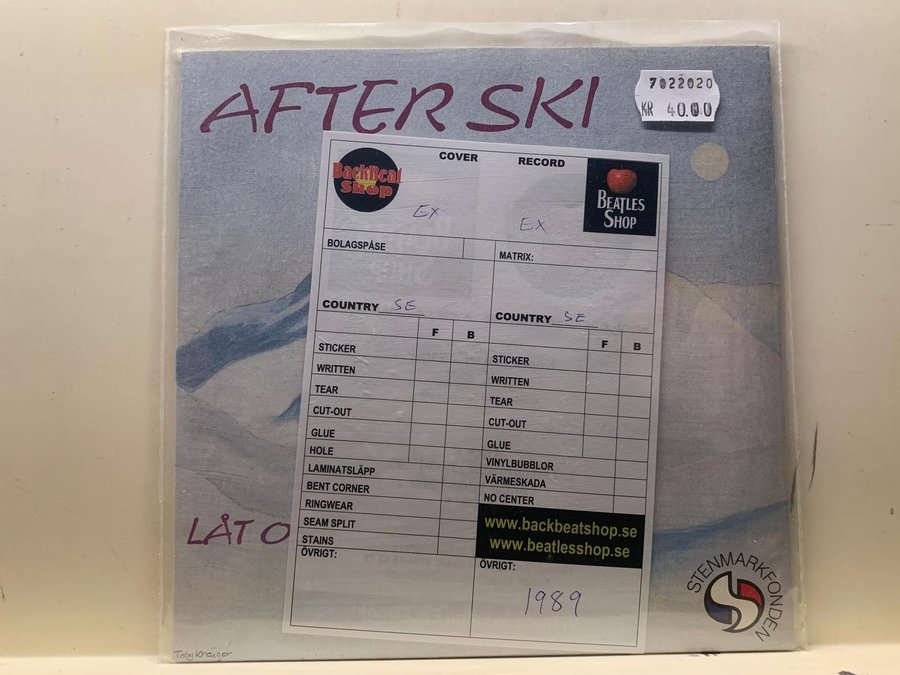 AFTER SKI
7022020
KR 40.00
BackBeat
Shop
COVER
RECORD
BEATLES
SHOP
EX
EX
BOLAGSPÅSE
MATRIX:
COUNTRY SE
COUNTRY SE
F B
F B
STICKER
WRITTEN
TEAR
CUT-OUT
GLUE
HOLE
LAMINATSLÄPP
BENT CORNER
RINGWEAR
SEAM SPLIT
STAINS
ÖVRIGT:
STICKER
WRITTEN
TEAR
CUT-OUT
GLUE
VINYLBUBBLOR
VÄRMESKADA
NO CENTER
www.backbeatshop.se
www.beatlesshop.se
ÖVRIGT:
1989
LÅT O
STENMARKFONDEN
Toby Kreüger